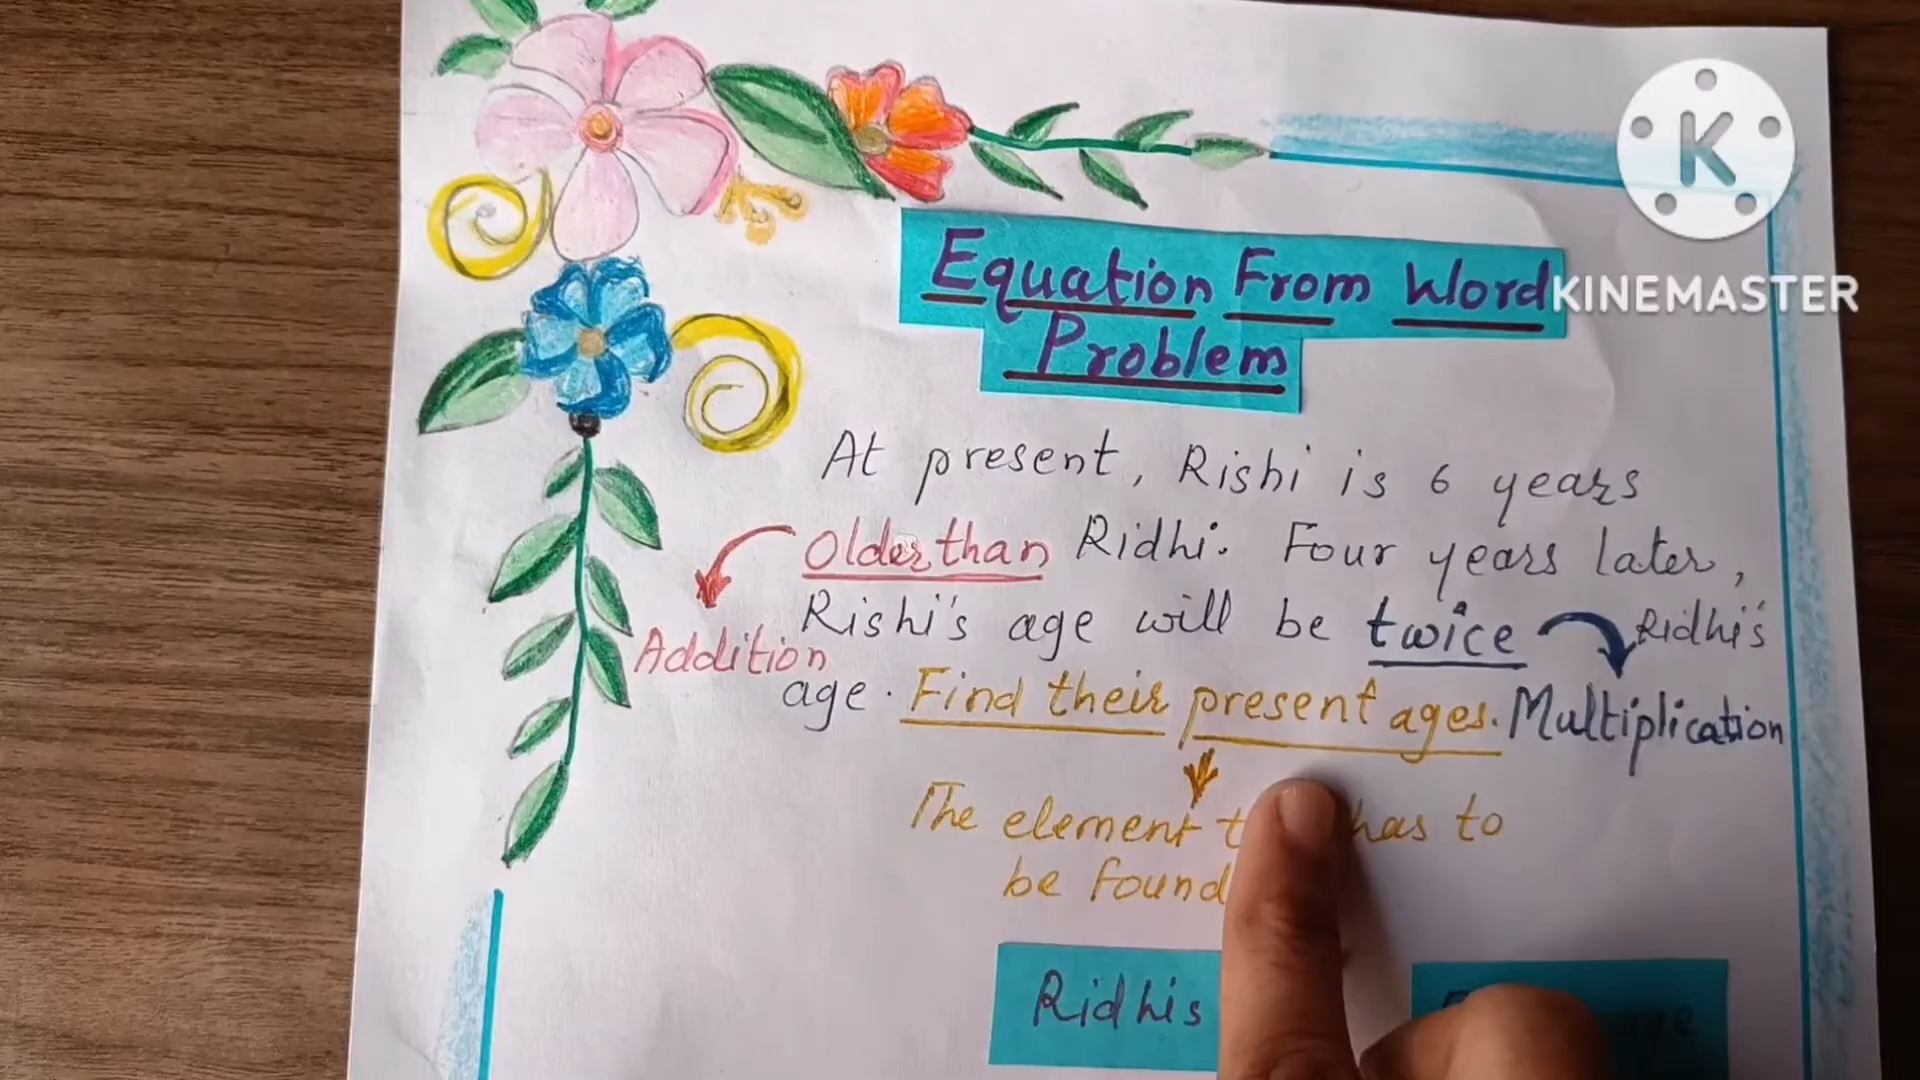 K
KINEMASTER
Equation From Word
Problem
At present, Rishi is 6 years
Older than Ridhi. Four years later,
Rishi's age will be twice Ridhi's
Addition
age. Find their present ages. Multiplication
The element has to
be found
Ridhis